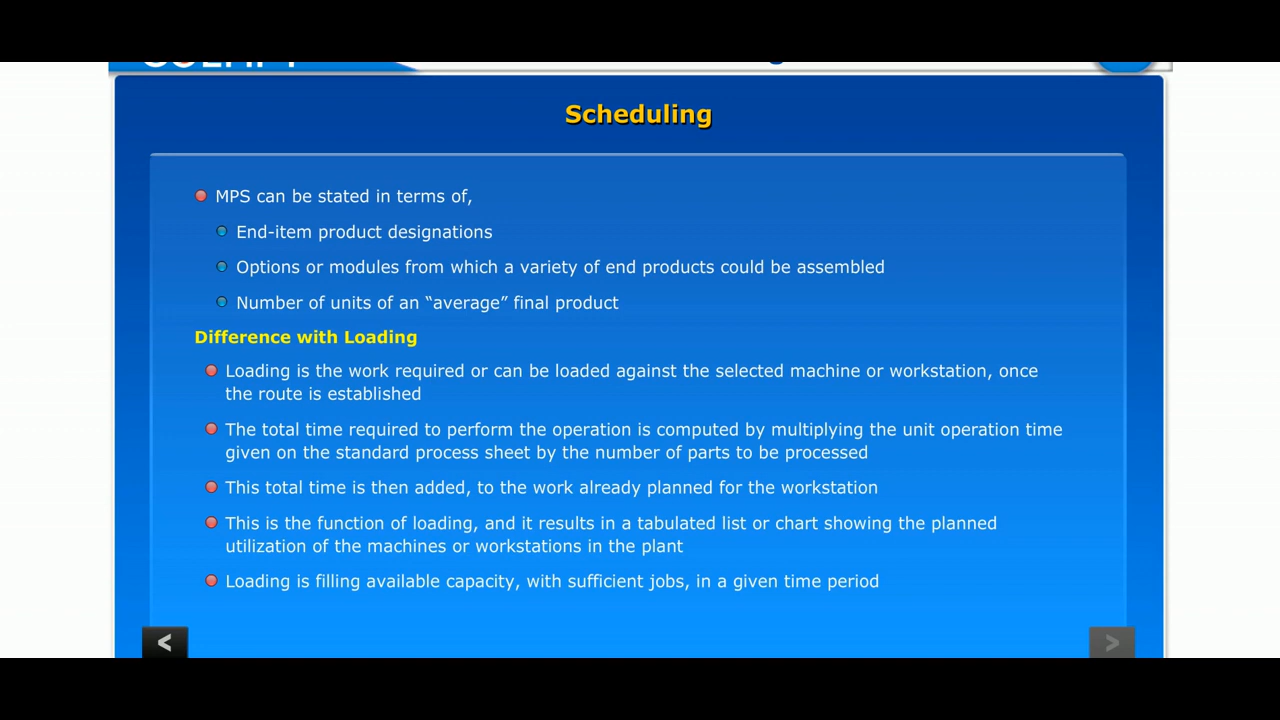 Scheduling
MPS can be stated in terms of,
End-item product designations
Options or modules from which a variety of end products could be assembled
Number of units of an “average” final product
Difference with Loading
Loading is the work required or can be loaded against the selected machine or workstation, once
the route is established
The total time required to perform the operation is computed by multiplying the unit operation time
given on the standard process sheet by the number of parts to be processed
This total time is then added, to the work already planned for the workstation
This is the function of loading, and it results in a tabulated list or chart showing the planned
utilization of the machines or workstations in the plant
Loading is filling available capacity, with sufficient jobs, in a given time period